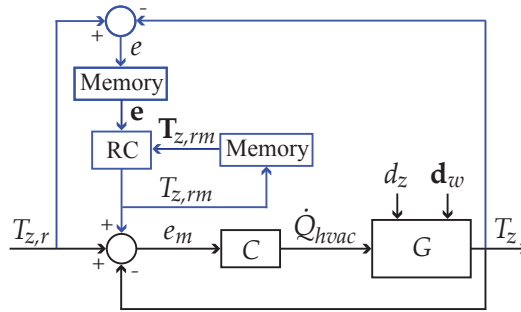 -
+
e
Memory
e
T_{z,rm}
RC
Memory
T_{z,rm}
d_z
d_w
T_{z,r}
+
+
-
e_m
C
Q̇_{hvac}
G
T_z